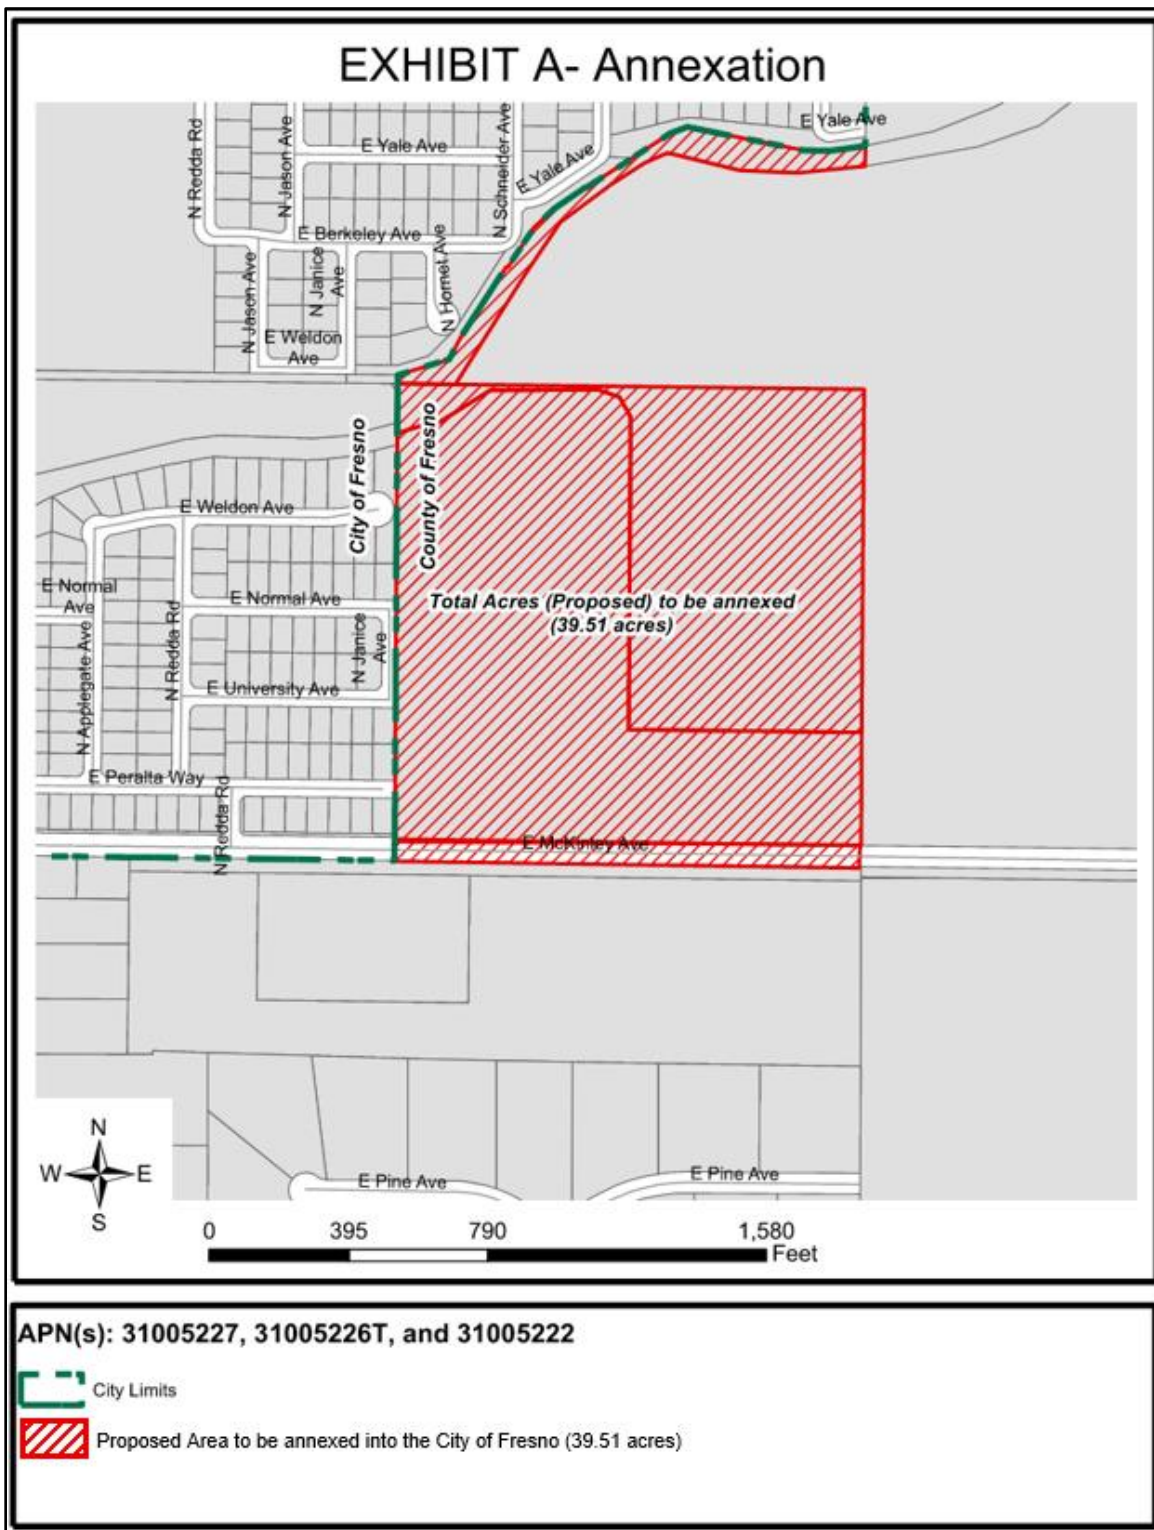 EXHIBIT A- Annexation
E Yale Ave
N Redda Rd
N Jason Ave
E Yale Ave
N Schneider Ave
E Yale Ave
E Berkeley Ave
N Jason Ave
N Janice
Ave
N Hornet Ave
E Weldon
Ave
City of Fresno
County of Fresno
E Weldon Ave
E Normal
Ave
N Applegate Ave
N Redda Rd
E Normal Ave
N Janice
Ave
E University Ave
Total Acres (Proposed) to be annexed
(39.51 acres)
E Peralta Way
N Redda Rd
E McKinley Ave
N
W
E
S
E Pine Ave
E Pine Ave
0
395
790
1,580
Feet
APN(s): 31005227, 31005226T, and 31005222
City Limits
Proposed Area to be annexed into the City of Fresno (39.51 acres)